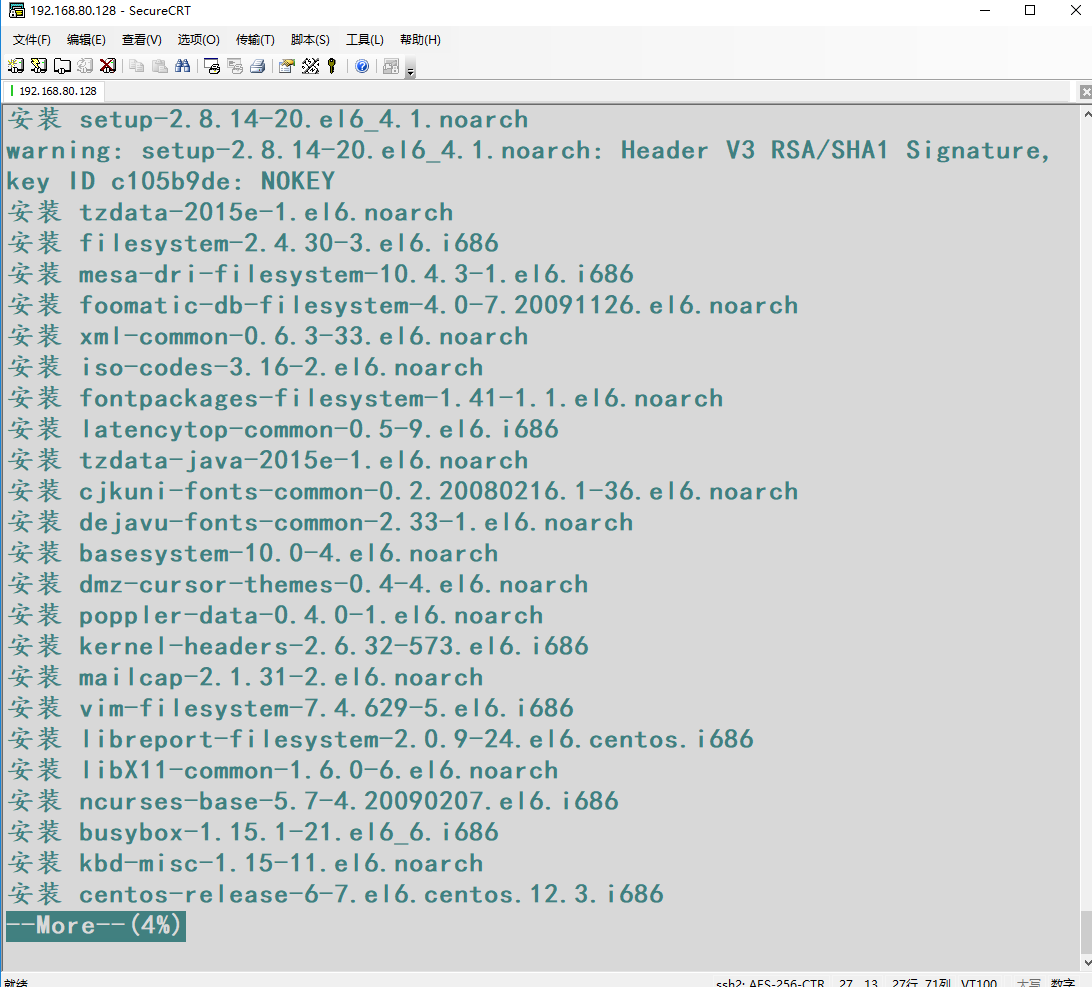 192.168.80.128 - SecureCRT
文件(F) 编辑(E) 查看(V) 选项(O) 传输(T) 脚本(S) 工具(L) 帮助(H)
192.168.80.128
安装 setup-2.8.14-20.el6_4.1.noarch
warning: setup-2.8.14-20.el6_4.1.noarch: Header V3 RSA/SHA1 Signature,
key ID c105b9de: NOKEY
安装 tzdata-2015e-1.el6.noarch
安装 filesystem-2.4.30-3.el6.i686
安装 mesa-dri-filesystem-10.4.3-1.el6.i686
安装 foomatic-db-filesystem-4.0-7.20091126.el6.noarch
安装 xml-common-0.6.3-33.el6.noarch
安装 iso-codes-3.16-2.el6.noarch
安装 fontpackages-filesystem-1.41-1.1.el6.noarch
安装 latencytop-common-0.5-9.el6.i686
安装 tzdata-java-2015e-1.el6.noarch
安装 cjkuni-fonts-common-0.2.20080216.1-36.el6.noarch
安装 dejavu-fonts-common-2.33-1.el6.noarch
安装 basesystem-10.0-4.el6.noarch
安装 dmz-cursor-themes-0.4-4.el6.noarch
安装 poppler-data-0.4.0-1.el6.noarch
安装 kernel-headers-2.6.32-573.el6.i686
安装 mailcap-2.1.31-2.el6.noarch
安装 vim-filesystem-7.4.629-5.el6.i686
安装 libreport-filesystem-2.0.9-24.el6.centos.i686
安装 libX11-common-1.6.0-6.el6.noarch
安装 ncurses-base-5.7-4.20090207.el6.i686
安装 busybox-1.15.1-21.el6_6.i686
安装 kbd-misc-1.15-11.el6.noarch
安装 centos-release-6-7.el6.centos.12.3.i686
--More--(4%)
就绪 ssh2: AES-256-CTR 27, 13 27行, 71列 VT100 大写 数字